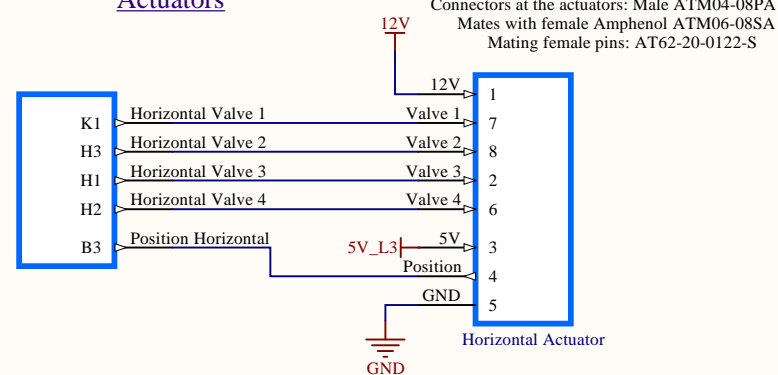 Actuators
Connectors at the actuators: Male ATM04-08PA
Mates with female Amphenol ATM06-08SA
Mating female pins: AT62-20-0122-S
12V
12V 1
K1 Horizontal Valve 1 Valve 1 7
H3 Horizontal Valve 2 Valve 2 8
H1 Horizontal Valve 3 Valve 3 2
H2 Horizontal Valve 4 Valve 4 6
B3 Position Horizontal 5V_L3 5V 3
Position 4
GND 5
Horizontal Actuator
GND